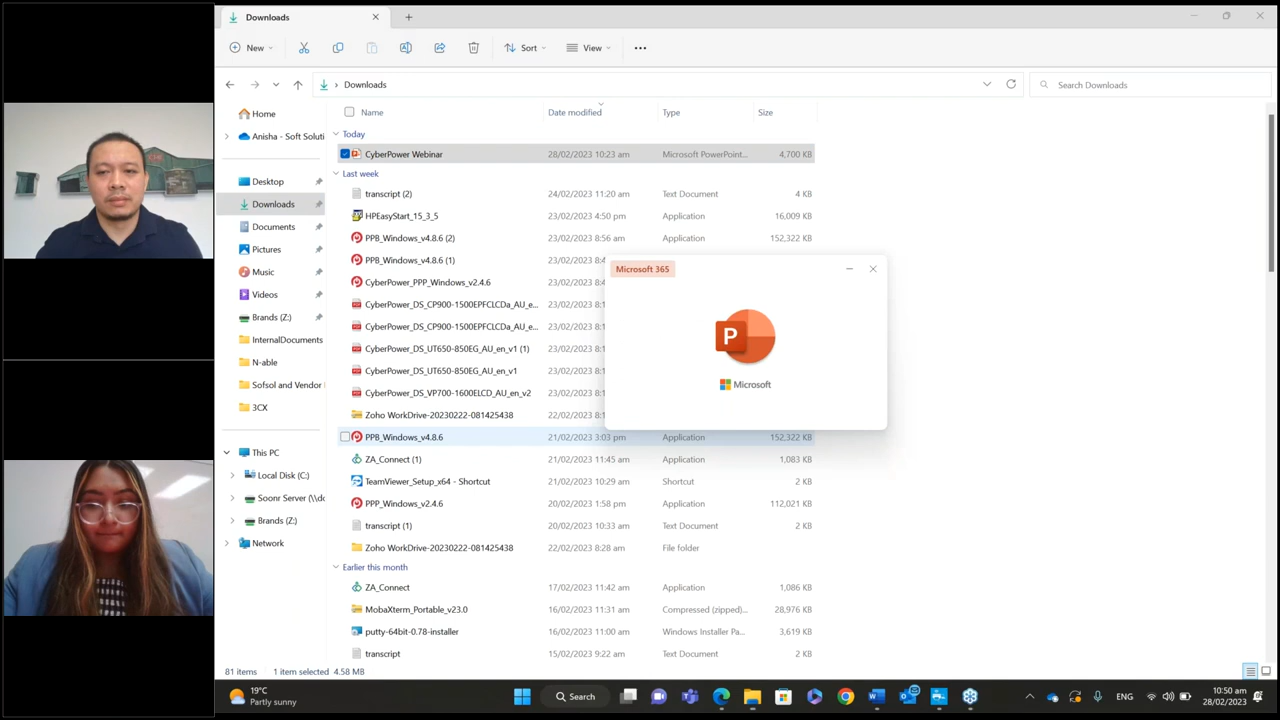 Downloads
New
Sort
View
Downloads
Search Downloads
Home
Anisha - Soft Soluti
Desktop
Downloads
Documents
Pictures
Music
Videos
Brands (Z:)
InternalDocuments
N-able
Sofsol and Vendor
3CX
This PC
Local Disk (C:)
Soonr Server (\\do
Brands (Z:)
Network
Name Date modified Type Size
Today
CyberPower Webinar 28/02/2023 10:23 am Microsoft PowerPoint... 4,700 KB
Last week
transcript (2) 24/02/2023 11:20 am Text Document 4 KB
HPEasyStart_15_3_5 23/02/2023 4:50 pm Application 16,009 KB
PPB_Windows_v4.8.6 (2) 23/02/2023 8:56 am Application 152,322 KB
PPB_Windows_v4.8.6 (1) 23/02/2023 8:4
CyberPower_PPP_Windows_v2.4.6 23/02/2023 8:4
CyberPower_DS_CP900-1500EPFCLCDa_AU_e... 23/02/2023 8:1
CyberPower_DS_CP900-1500EPFCLCDa_AU_e... 23/02/2023 8:1
CyberPower_DS_UT650-850EG_AU_en_v1 (1) 23/02/2023 8:1
CyberPower_DS_UT650-850EG_AU_en_v1 23/02/2023 8:1
CyberPower_DS_VP700-1600ELCD_AU_en_v2 23/02/2023 8:1
Zoho WorkDrive-20230222-081425438 22/02/2023 8:1
PPB_Windows_v4.8.6 21/02/2023 3:03 pm Application 152,322 KB
ZA_Connect (1) 21/02/2023 11:45 am Application 1,083 KB
TeamViewer_Setup_x64 - Shortcut 21/02/2023 10:29 am Shortcut 2 KB
PPP_Windows_v2.4.6 20/02/2023 1:58 pm Application 112,021 KB
transcript (1) 20/02/2023 10:33 am Text Document 2 KB
Zoho WorkDrive-20230222-081425438 22/02/2023 8:28 am File folder
Earlier this month
ZA_Connect 17/02/2023 11:42 am Application 1,086 KB
MobaXterm_Portable_v23.0 16/02/2023 11:31 am Compressed (zipped)... 28,976 KB
putty-64bit-0.78-installer 16/02/2023 11:00 am Windows Installer Pa... 3,619 KB
transcript 15/02/2023 9:22 am Text Document 2 KB
Microsoft 365
P
Microsoft
81 items 1 item selected 4.58 MB
19°C
Partly sunny
Search
ENG
10:50 am
28/02/2023